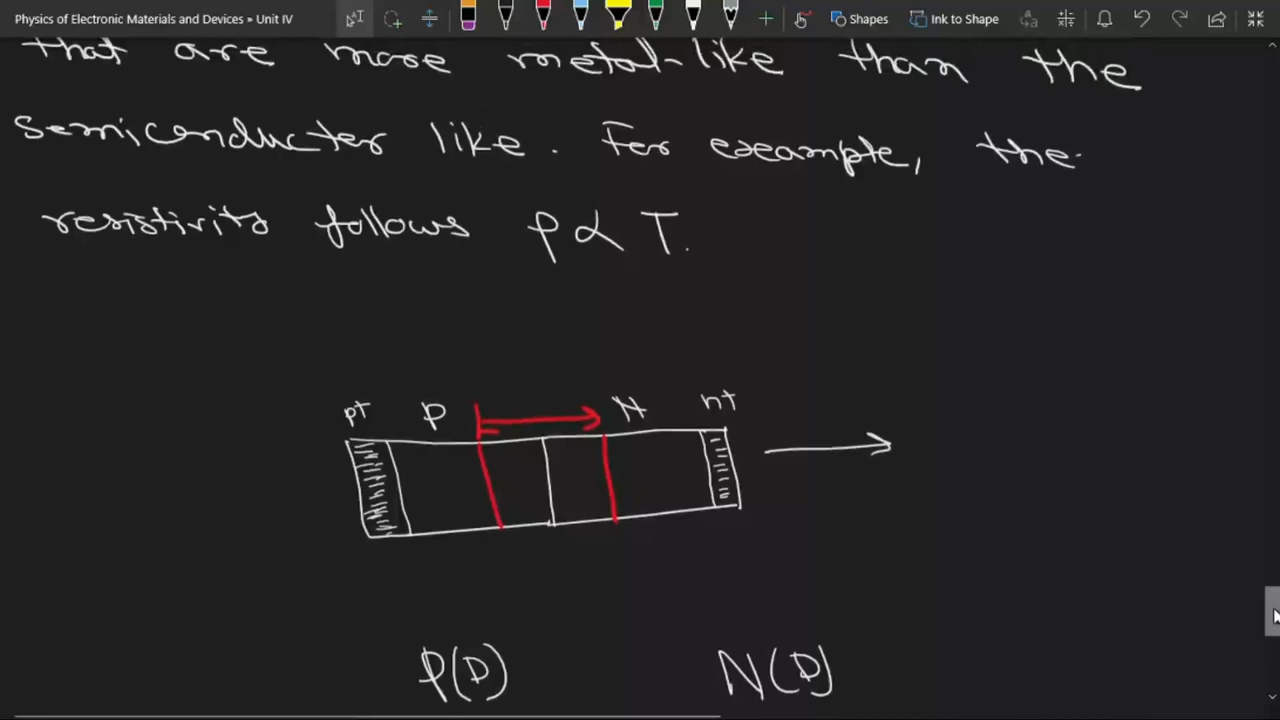 Physics of Electronic Materials and Devices » Unit IV
Shapes
Ink to Shape
that are more metal-like than the
semiconductor like. For example, the
resistivity follows ρ ∝ T.
p+ P N n+
P(D) N(D)